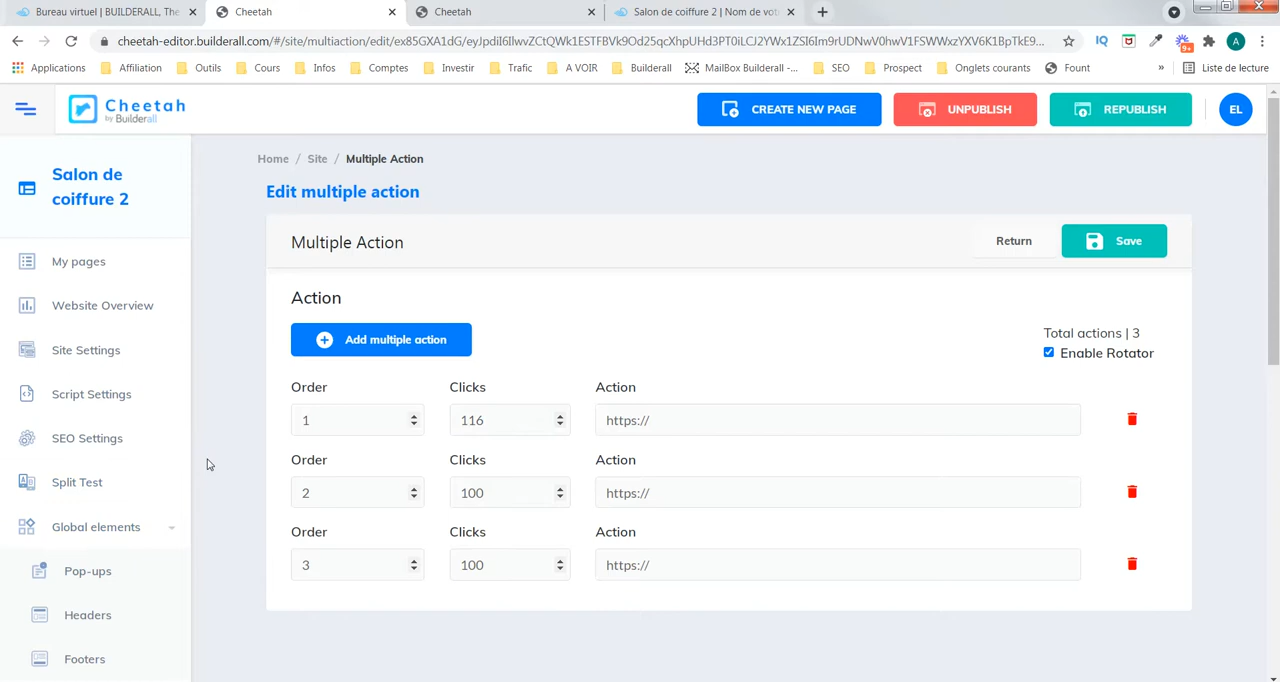 Bureau virtuel | BUILDERALL, The
Cheetah
Cheetah
Salon de coiffure 2 | Nom de vot
cheetah-editor.builderall.com/#/site/multiaction/edit/ex85GXA1dG/
Applications
Affiliation
Outils
Cours
Infos
Comptes
Investir
Trafic
A VOIR
Builderall
MailBox Builderall -...
SEO
Prospect
Onglets courants
Fount
»
Liste de lecture
Cheetah
by Builderall
CREATE NEW PAGE
UNPUBLISH
REPUBLISH
EL
Salon de
coiffure 2
My pages
Website Overview
Site Settings
Script Settings
SEO Settings
Split Test
Global elements
Pop-ups
Headers
Footers
Home / Site / Multiple Action
Edit multiple action
Multiple Action
Return
Save
Action
Add multiple action
Total actions | 3
Enable Rotator
Order Clicks Action
1 116 https://
Order Clicks Action
2 100 https://
Order Clicks Action
3 100 https://